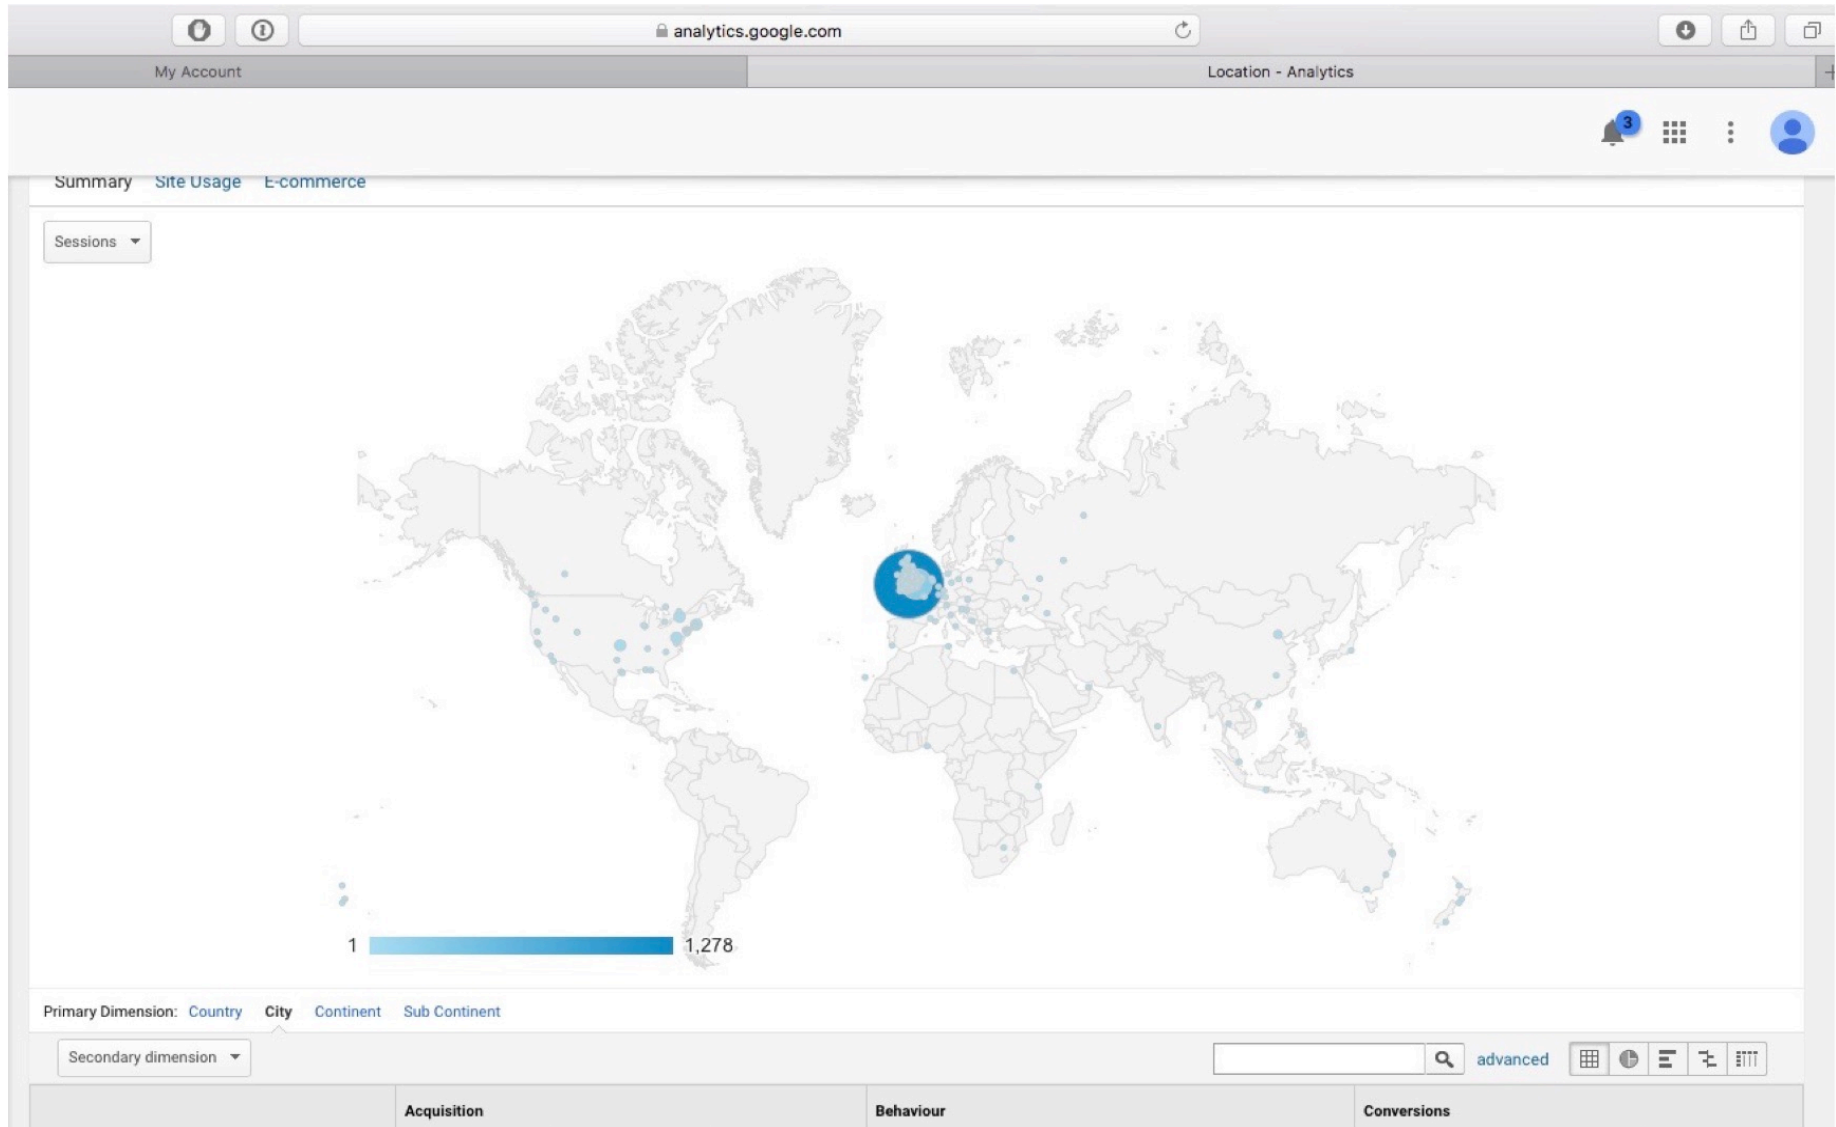 analytics.google.com
My Account
Location - Analytics
3
Summary Site Usage E-commerce
Sessions
1 1,278
Primary Dimension: Country City Continent Sub Continent
Secondary dimension
advanced
Acquisition Behaviour Conversions